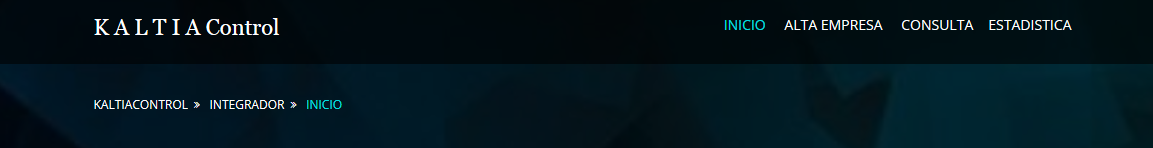 K A L T I A Control
INICIO ALTA EMPRESA CONSULTA ESTADISTICA
KALTIACONTROL » INTEGRADOR » INICIO